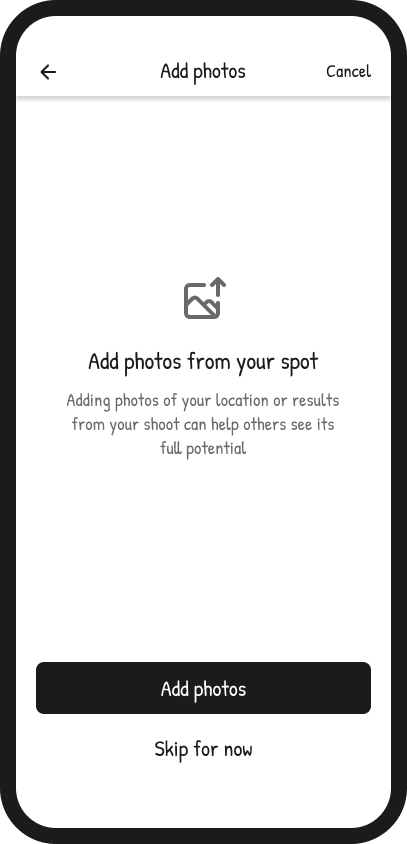 Add photos
Cancel
Add photos from your spot
Adding photos of your location or results
from your shoot can help others see its
full potential
Add photos
Skip for now